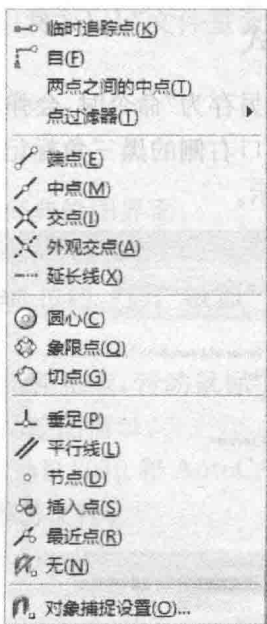 临时追踪点(K)
自(F)
两点之间的中点(T)
点过滤器(T)
端点(E)
中点(M)
交点(I)
外观交点(A)
延长线(X)
圆心(C)
象限点(Q)
切点(G)
垂足(P)
平行线(L)
节点(D)
插入点(S)
最近点(R)
无(N)
对象捕捉设置(O)...